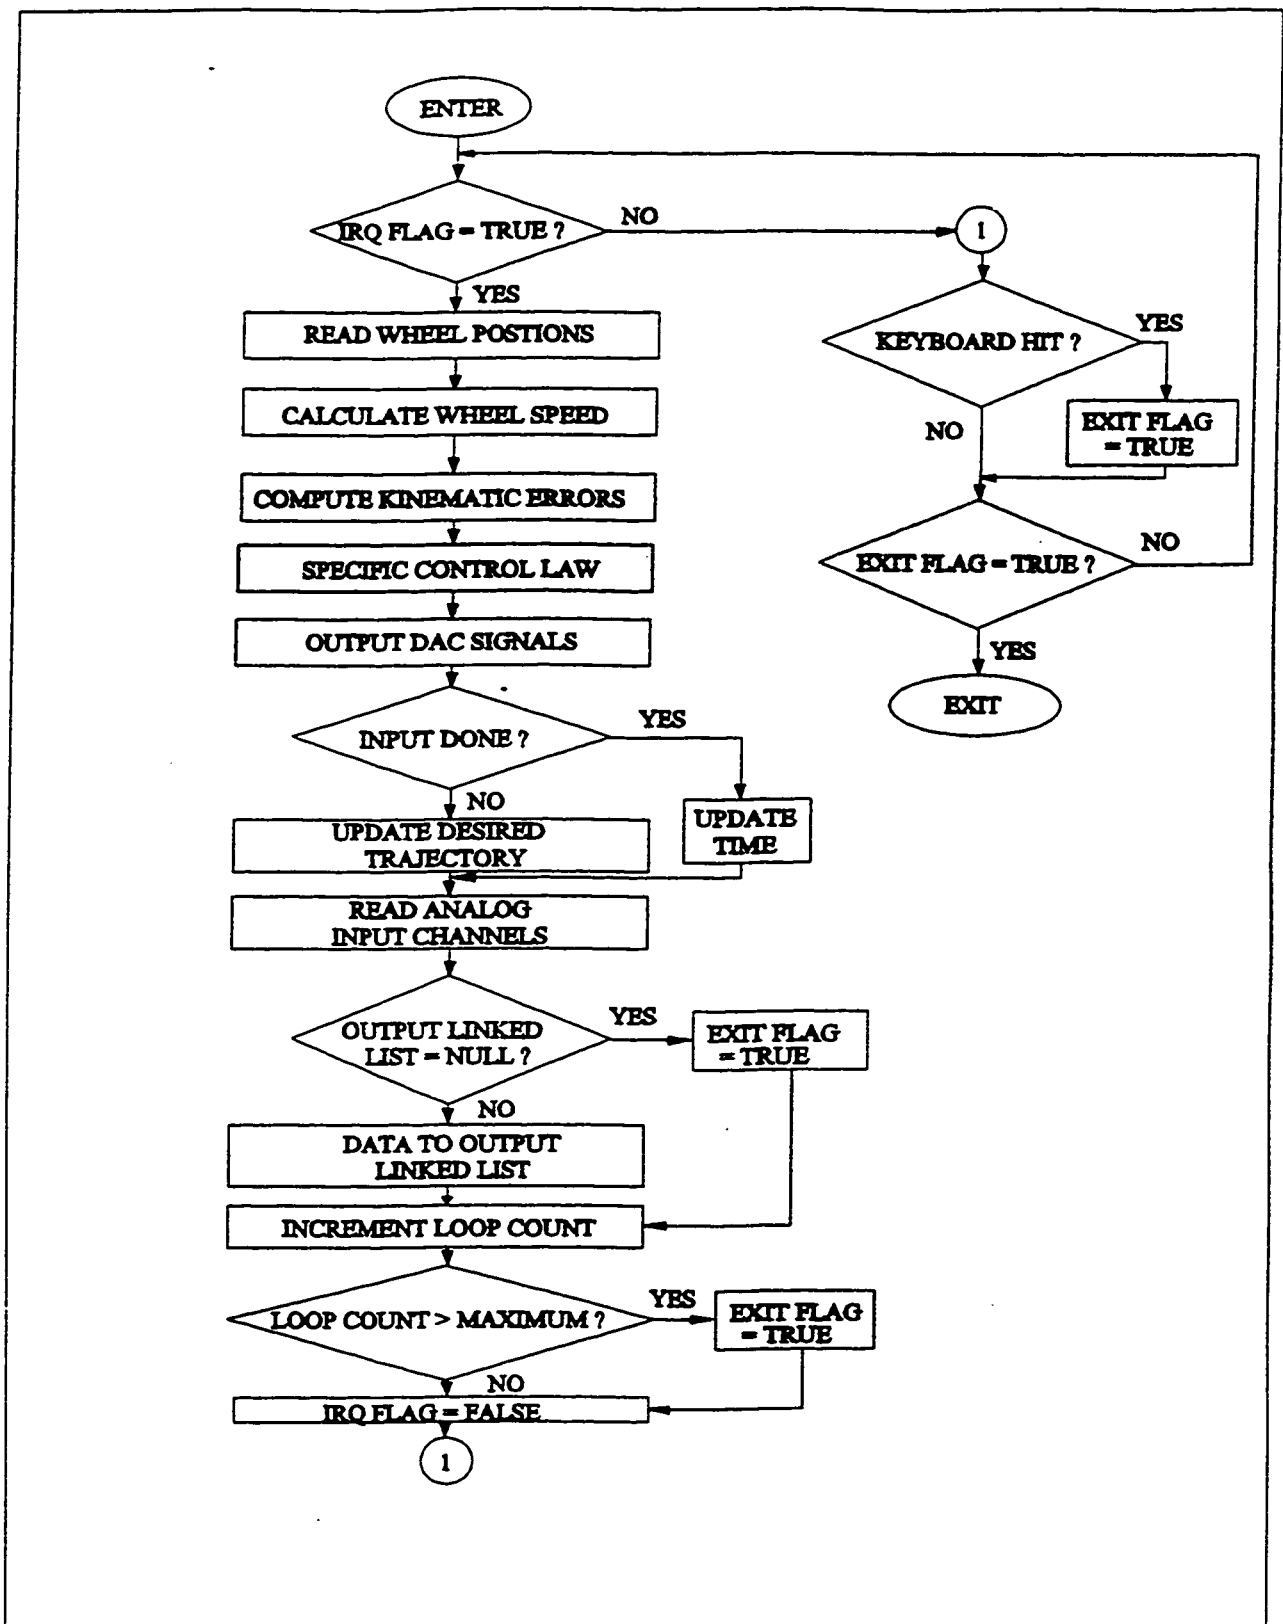 ENTER
IRQ FLAG = TRUE ?
NO
1
YES
READ WHEEL POSTIONS
KEYBOARD HIT ?
YES
CALCULATE WHEEL SPEED
NO
EXIT FLAG
= TRUE
COMPUTE KINEMATIC ERRORS
SPECIFIC CONTROL LAW
EXIT FLAG = TRUE ?
NO
OUTPUT DAC SIGNALS
YES
EXIT
INPUT DONE ?
YES
NO
UPDATE DESIRED
TRAJECTORY
UPDATE
TIME
READ ANALOG
INPUT CHANNELS
OUTPUT LINKED
LIST = NULL ?
YES
EXIT FLAG
= TRUE
NO
DATA TO OUTPUT
LINKED LIST
INCREMENT LOOP COUNT
LOOP COUNT > MAXIMUM ?
YES
EXIT FLAG
= TRUE
NO
IRQ FLAG = FALSE
1